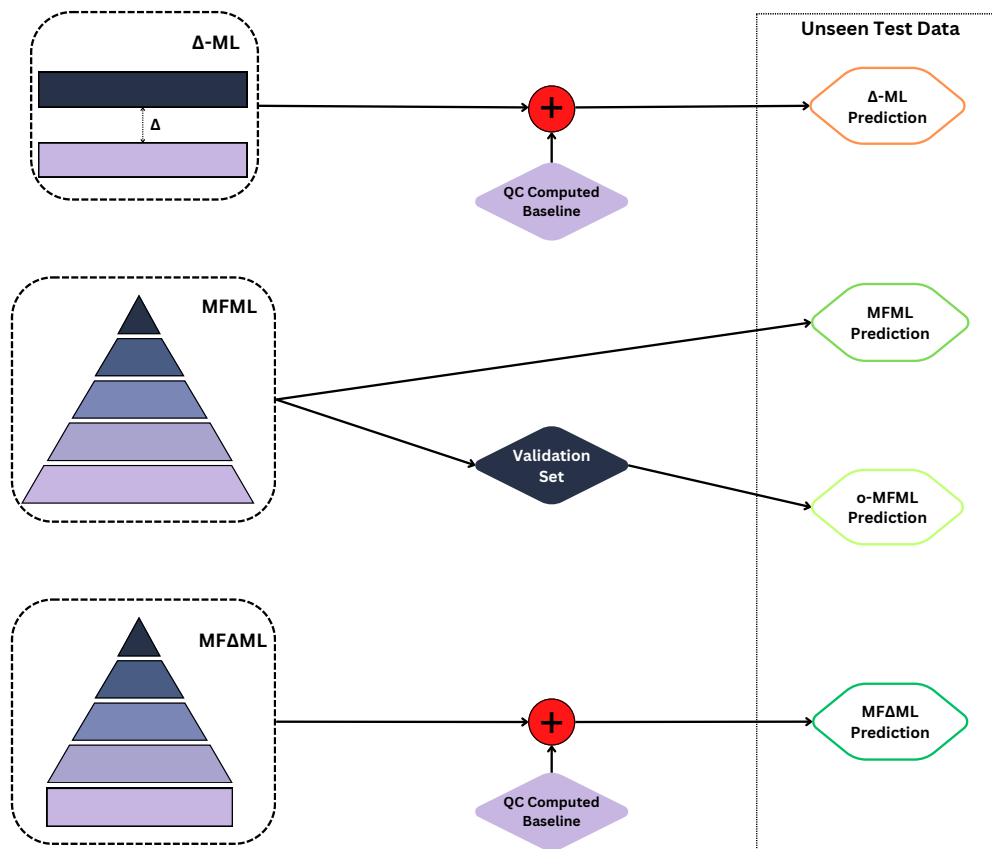 Unseen Test Data
Δ-ML
Δ
+
QC Computed
Baseline
Δ-ML
Prediction
MFML
MFML
Prediction
Validation
Set
o-MFML
Prediction
MFΔML
+
QC Computed
Baseline
MFΔML
Prediction